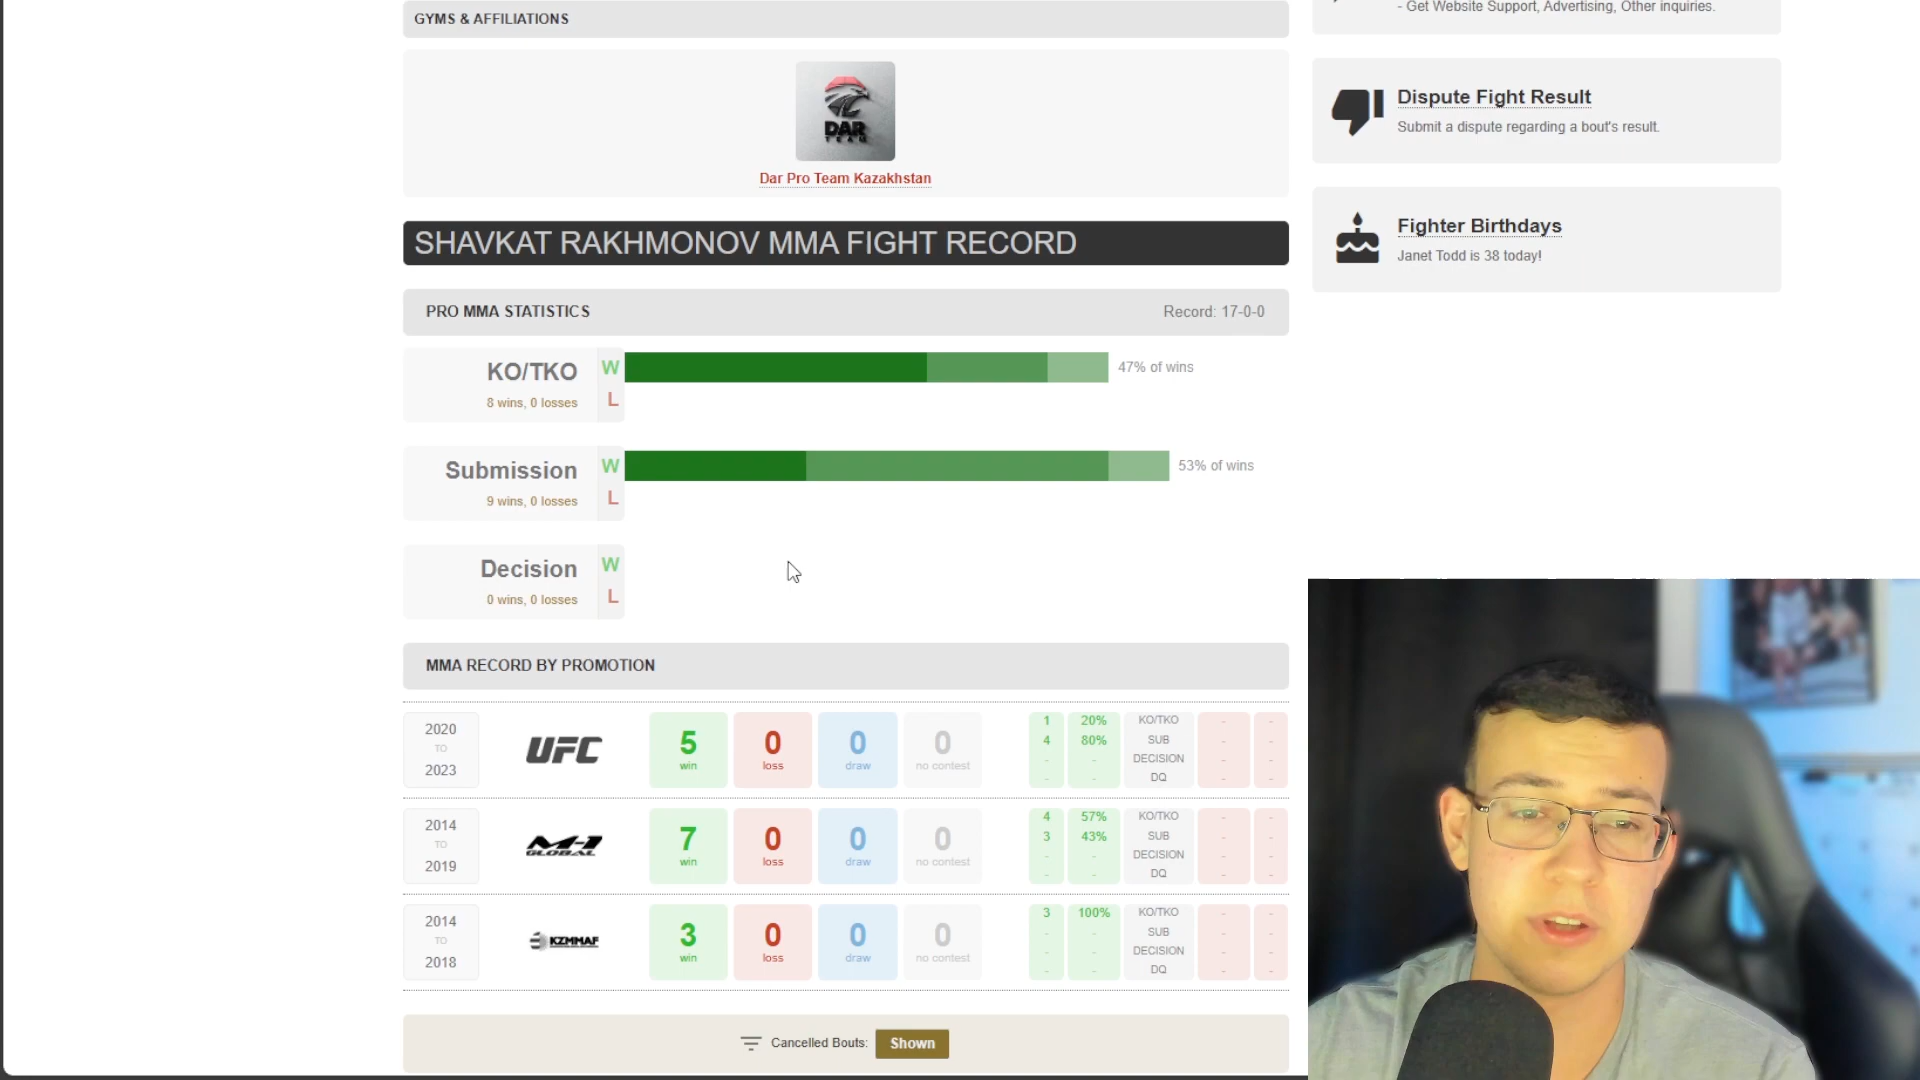 GYMS & AFFILIATIONS
DAR
TEAM
Dar Pro Team Kazakhstan
SHAVKAT RAKHMONOV MMA FIGHT RECORD
PRO MMA STATISTICS
Record: 17-0-0
KO/TKO
8 wins, 0 losses
W
L
47% of wins
Submission
9 wins, 0 losses
W
L
53% of wins
Decision
0 wins, 0 losses
W
L
MMA RECORD BY PROMOTION
2020
TO
2023
UFC
5
win
0
loss
0
draw
0
no contest
1 20% KO/TKO - -
4 80% SUB - -
- - DECISION - -
- - DQ - -
2014
TO
2019
M-1
GLOBAL
7
win
0
loss
0
draw
0
no contest
4 57% KO/TKO - -
3 43% SUB - -
- - DECISION - -
- - DQ - -
2014
TO
2018
KZMMAF
3
win
0
loss
0
draw
0
no contest
3 100% KO/TKO - -
- - SUB - -
- - DECISION - -
- - DQ - -
Cancelled Bouts: Shown
- Get Website Support, Advertising, Other inquiries.
Dispute Fight Result
Submit a dispute regarding a bout's result.
Fighter Birthdays
Janet Todd is 38 today!